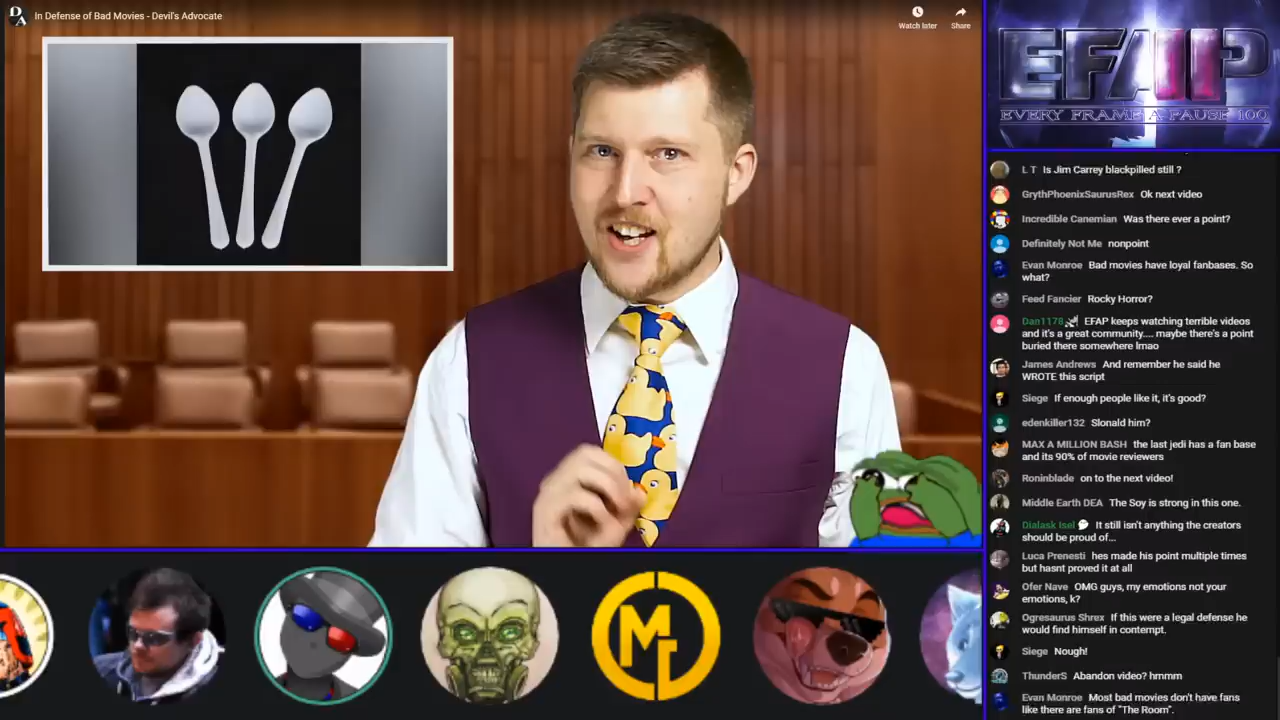 In Defense of Bad Movies - Devil's Advocate
DA
Watch later
Share
EFAP
EVERY FRAME A PAUSE 100
L T Is Jim Carrey blackpilled still ?
GrythPhoenixSaurusRex Ok next video
Incredible Canemian Was there ever a point?
Definitely Not Me nonpoint
Evan Monroe Bad movies have loyal fanbases. So
what?
Feed Fancier Rocky Horror?
Dan1178 EFAP keeps watching terrible videos
and it's a great community.... maybe there's a point
buried there somewhere lmao
James Andrews And remember he said he
WROTE this script
Siege If enough people like it, it's good?
edenkiller132 Slonald him?
MAX A MILLION BASH the last jedi has a fan base
and its 90% of movie reviewers
Roninblade on to the next video!
Middle Earth DEA The Soy is strong in this one.
Dialask Isel It still isn't anything the creators
should be proud of...
Luca Prenesti hes made his point multiple times
but hasnt proved it at all
Ofer Nave OMG guys, my emotions not your
emotions, k?
Ogresaurus Shrex If this were a legal defense he
would find himself in contempt.
Siege Nough!
ThunderS Abandon video? hmmm
Evan Monroe Most bad movies don't have fans
like there are fans of "The Room".
ML